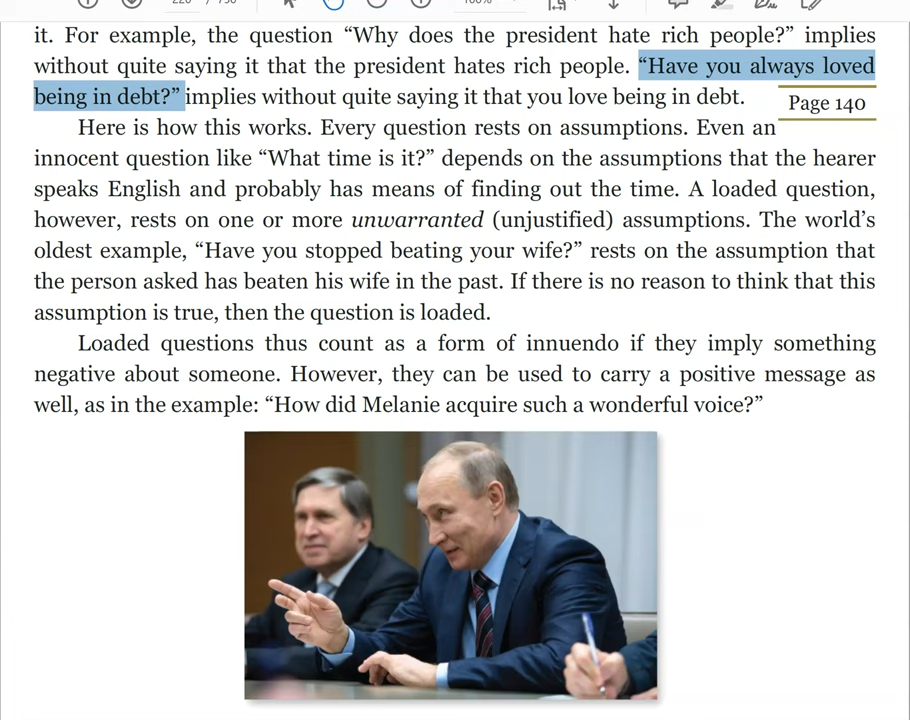 it. For example, the question “Why does the president hate rich people?” implies
without quite saying it that the president hates rich people. “Have you always loved
being in debt?” implies without quite saying it that you love being in debt.
Page 140
Here is how this works. Every question rests on assumptions. Even an
innocent question like “What time is it?” depends on the assumptions that the hearer
speaks English and probably has means of finding out the time. A loaded question,
however, rests on one or more unwarranted (unjustified) assumptions. The world’s
oldest example, “Have you stopped beating your wife?” rests on the assumption that
the person asked has beaten his wife in the past. If there is no reason to think that this
assumption is true, then the question is loaded.
Loaded questions thus count as a form of innuendo if they imply something
negative about someone. However, they can be used to carry a positive message as
well, as in the example: “How did Melanie acquire such a wonderful voice?”